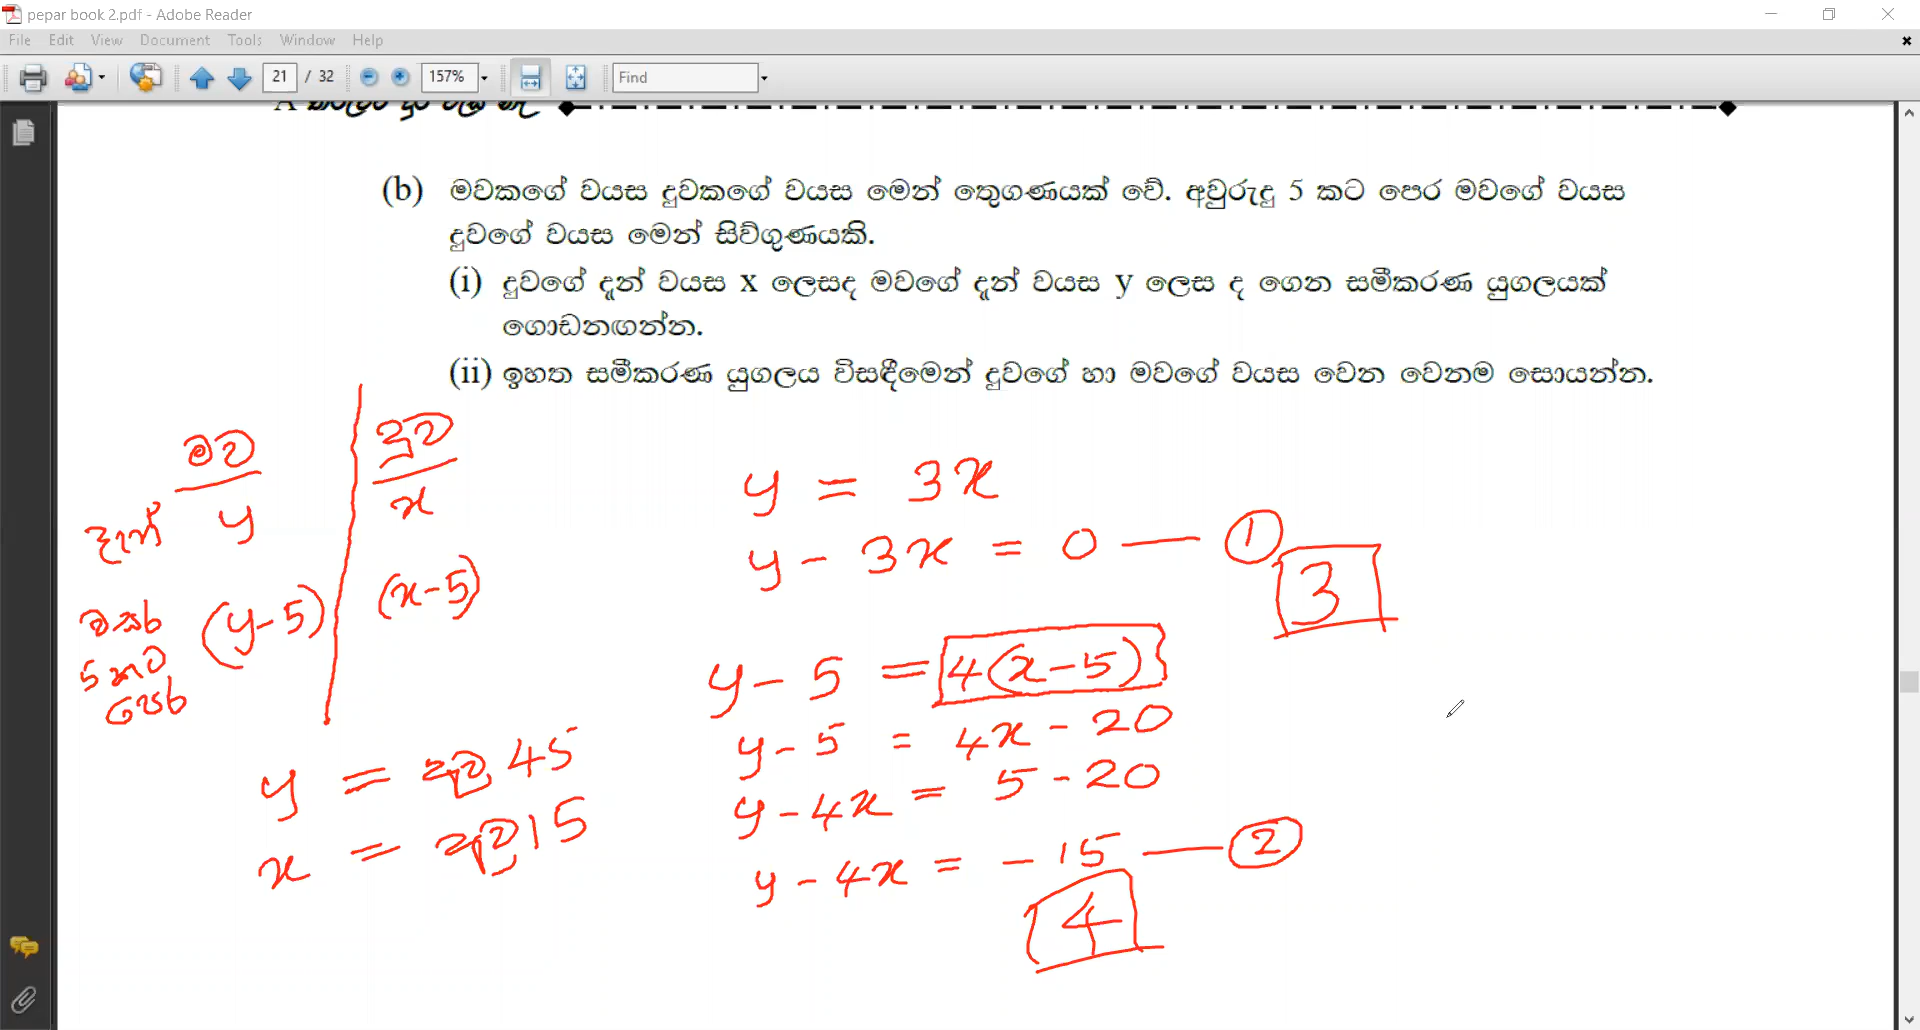 pepar book 2.pdf - Adobe Reader
File Edit View Document Tools Window Help
21 / 32 157% Find
(b) මවකගේ වයස දුවකගේ වයස මෙන් තෙගුණයක් වේ. අවුරුදු 5 කට පෙර මවගේ වයස
දුවගේ වයස මෙන් සිව්ගුණයකි.
(i) දුවගේ දැන් වයස x ලෙසද මවගේ දැන් වයස y ලෙස ද ගෙන සමීකරණ යුගලයක්
ගොඩනඟන්න.
(ii) ඉහත සමීකරණ යුගලය විසඳීමෙන් දුවගේ හා මවගේ වයස වෙන වෙනම සොයන්න.
මව දුව
දැන් y x
වසර 5 කට පෙර (y-5) (x-5)
y = අවු 45
x = අවු 15
y = 3x
y - 3x = 0 — ①
3
y - 5 = 4(x-5)
y - 5 = 4x - 20
y - 4x = 5 - 20
y - 4x = -15 — ②
4